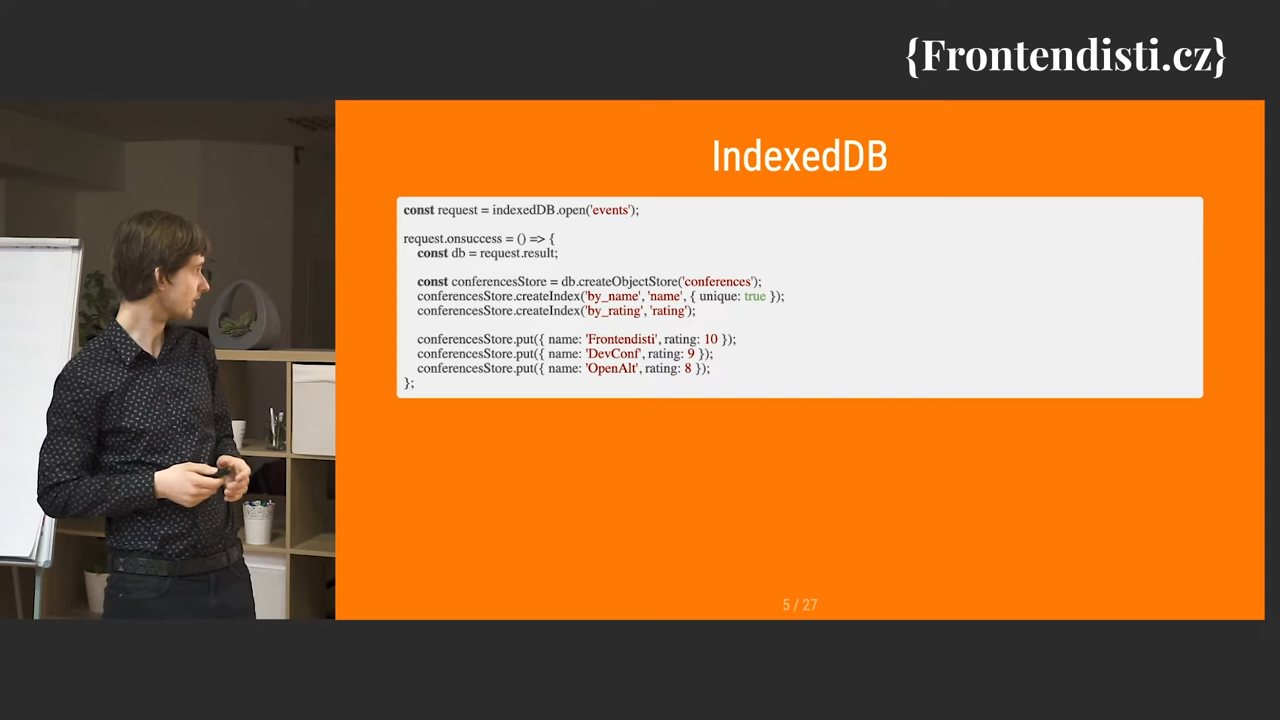 {Frontendisti.cz}
IndexedDB
const request = indexedDB.open('events');
request.onsuccess = () => {
const db = request.result;
const conferencesStore = db.createObjectStore('conferences');
conferencesStore.createIndex('by_name', 'name', { unique: true });
conferencesStore.createIndex('by_rating', 'rating');
conferencesStore.put({ name: 'Frontendisti', rating: 10 });
conferencesStore.put({ name: 'DevConf', rating: 9 });
conferencesStore.put({ name: 'OpenAlt', rating: 8 });
};
5 / 27